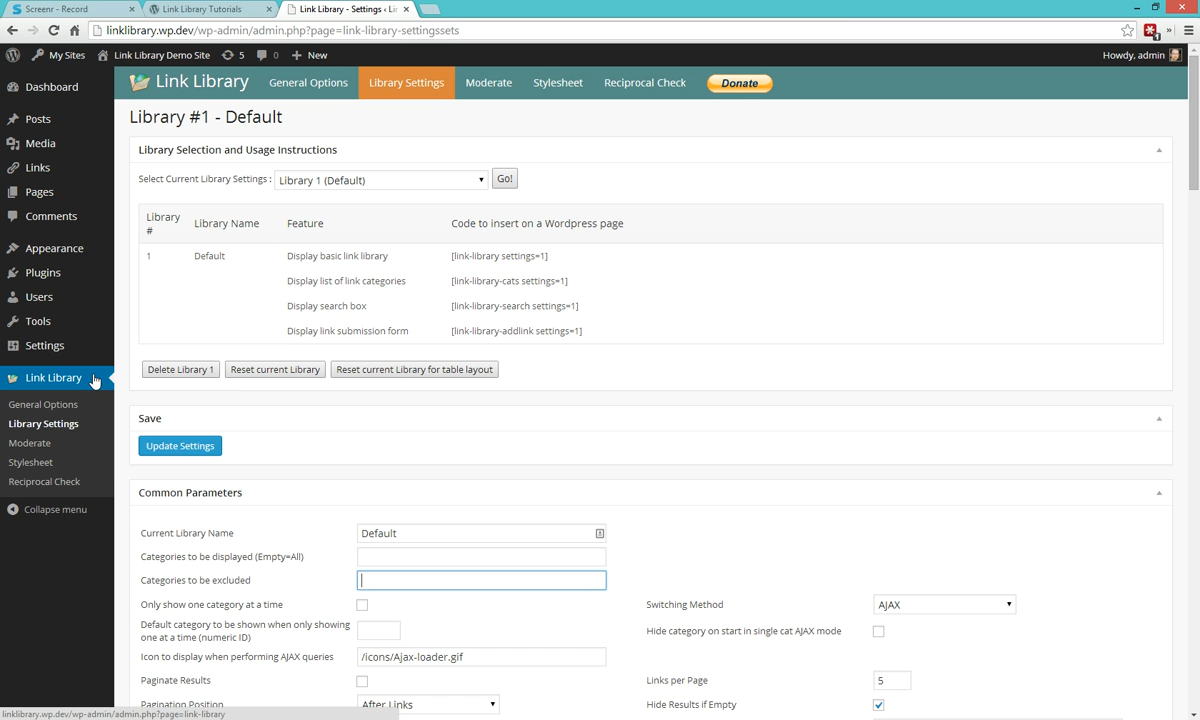 Screenr - Record
Link Library Tutorials
Link Library - Settings ‹ Li
linklibrary.wp.dev/wp-admin/admin.php?page=link-library-settingssets
My Sites
Link Library Demo Site
5
0
New
Howdy, admin
Dashboard
Posts
Media
Links
Pages
Comments
Appearance
Plugins
Users
Tools
Settings
Link Library
General Options
Library Settings
Moderate
Stylesheet
Reciprocal Check
Collapse menu
Link Library
General Options
Library Settings
Moderate
Stylesheet
Reciprocal Check
Donate
Library #1 - Default
Library Selection and Usage Instructions
Select Current Library Settings :
Library 1 (Default)
Go!
Library #
Library Name
Feature
Code to insert on a Wordpress page
1
Default
Display basic link library
[link-library settings=1]
Display list of link categories
[link-library-cats settings=1]
Display search box
[link-library-search settings=1]
Display link submission form
[link-library-addlink settings=1]
Delete Library 1
Reset current Library
Reset current Library for table layout
Save
Update Settings
Common Parameters
Current Library Name
Default
Categories to be displayed (Empty=All)
Categories to be excluded
Only show one category at a time
Switching Method
AJAX
Default category to be shown when only showing
one at a time (numeric ID)
Hide category on start in single cat AJAX mode
Icon to display when performing AJAX queries
/icons/Ajax-loader.gif
Paginate Results
Links per Page
5
Pagination Position
After Links
Hide Results if Empty
linklibrary.wp.dev/wp-admin/admin.php?page=link-library